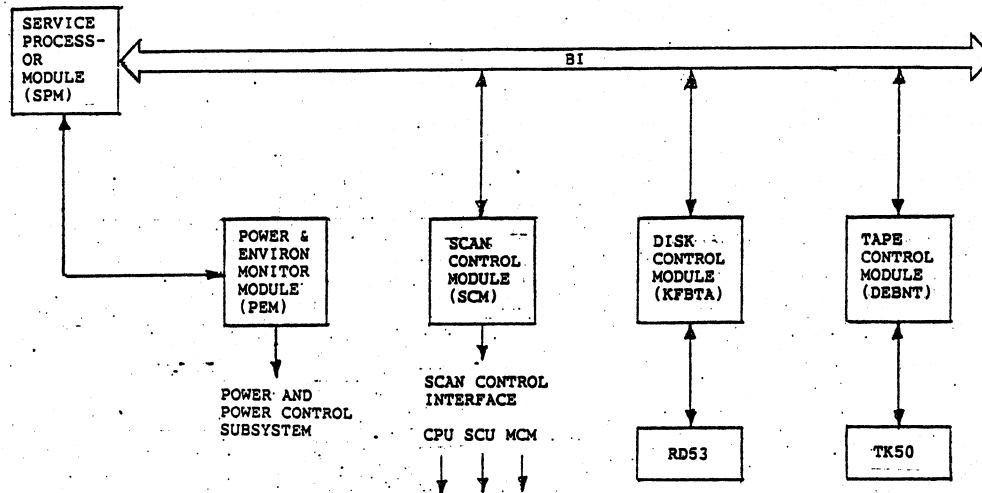 SERVICE
PROCESS-
OR
MODULE
(SPM)
BI
POWER &
ENVIRON
MONITOR
MODULE
(PEM)
SCAN
CONTROL
MODULE
(SCM)
DISK
CONTROL
MODULE
(KFBTA)
TAPE
CONTROL
MODULE
(DEBNT)
POWER AND
POWER CONTROL
SUBSYSTEM
SCAN CONTROL
INTERFACE
CPU SCU MCM
RD53
TK50